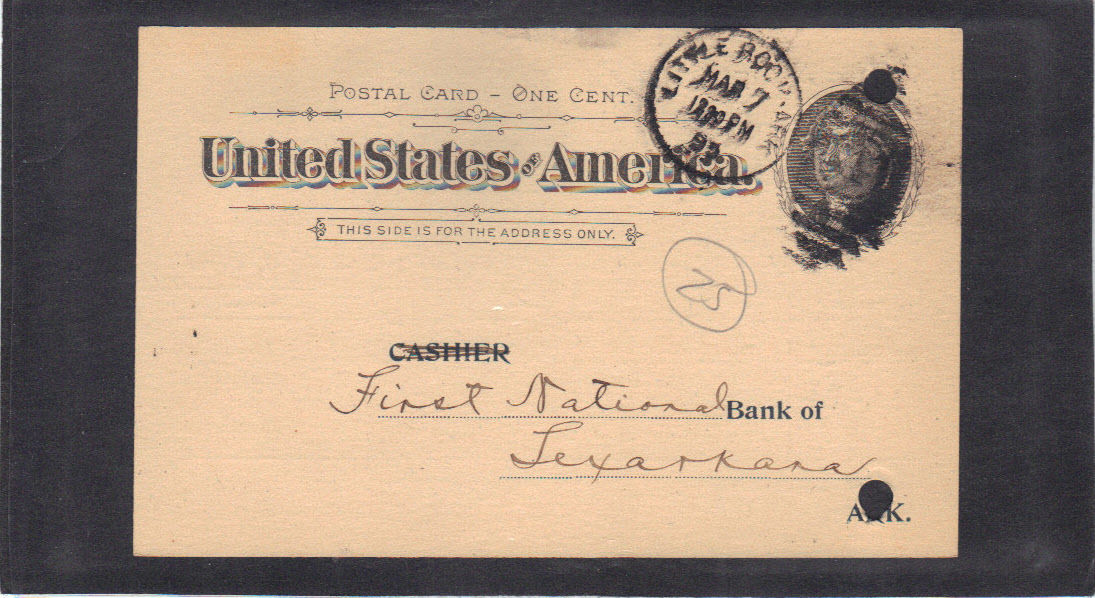 POSTAL CARD – ONE CENT.
United States OF America.
THIS SIDE IS FOR THE ADDRESS ONLY.
LITTLE ROCK, ARK
MAR 7
PM
25
CASHIER
First National Bank of
Texarkana
ARK.